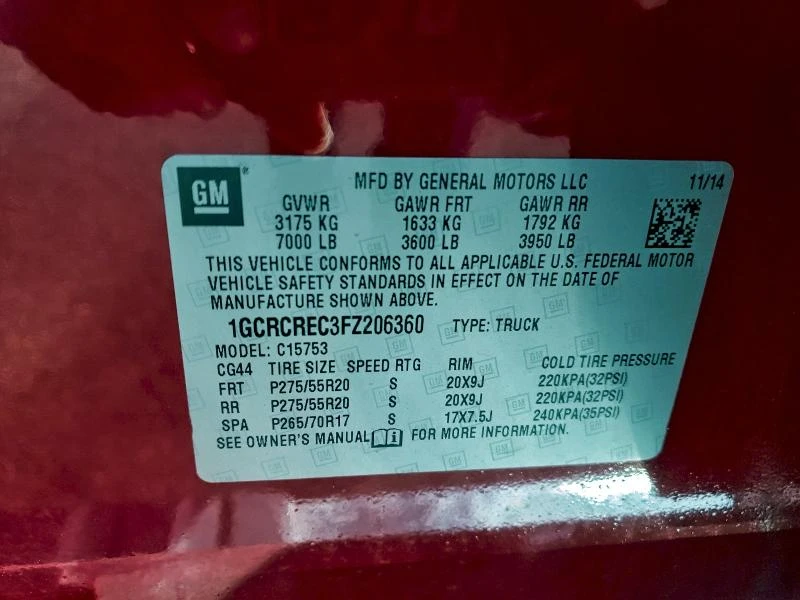 GM
MFD BY GENERAL MOTORS LLC 11/14
GVWR GAWR FRT GAWR RR
3175 KG 1633 KG 1792 KG
7000 LB 3600 LB 3950 LB
THIS VEHICLE CONFORMS TO ALL APPLICABLE U.S. FEDERAL MOTOR
VEHICLE SAFETY STANDARDS IN EFFECT ON THE DATE OF
MANUFACTURE SHOWN ABOVE.
1GCRCREC3FZ206360 TYPE: TRUCK
MODEL: C15753
CG44 TIRE SIZE SPEED RTG RIM COLD TIRE PRESSURE
FRT P275/55R20 S 20X9J 220KPA(32PSI)
RR P275/55R20 S 20X9J 220KPA(32PSI)
SPA P265/70R17 S 17X7.5J 240KPA(35PSI)
SEE OWNER'S MANUAL i FOR MORE INFORMATION.